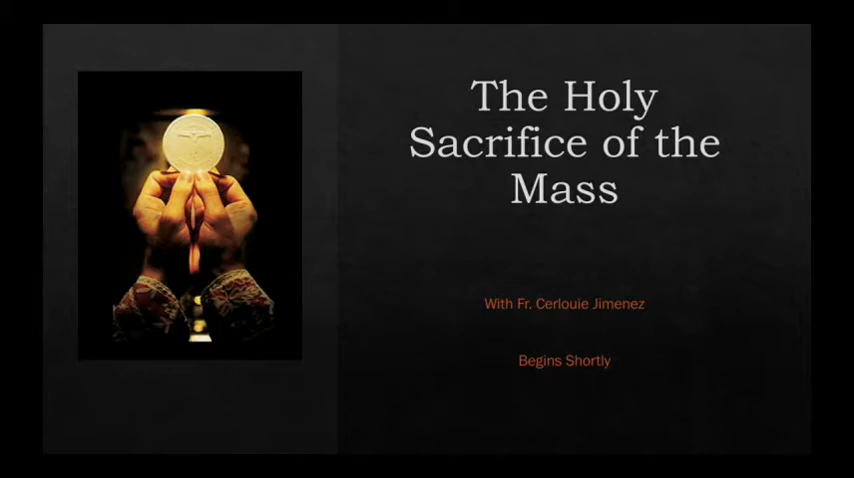 The Holy
Sacrifice of the
Mass
With Fr. Cerlouie Jimenez
Begins Shortly